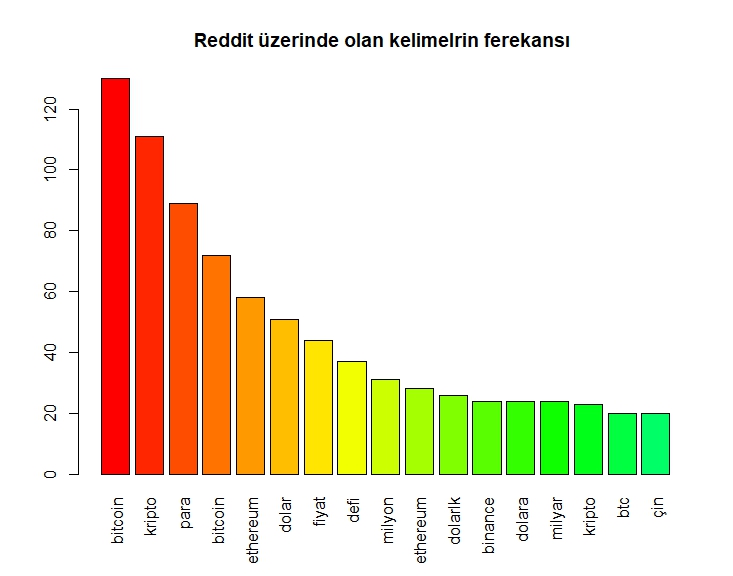 Reddit üzerinde olan kelimelrin ferekansı
120
100
80
60
40
20
0
bitcoin
kripto
para
bitcoin
ethereum
dolar
fiyat
defi
milyon
ethereum
dolarlk
binance
dolara
milyar
kripto
btc
çin